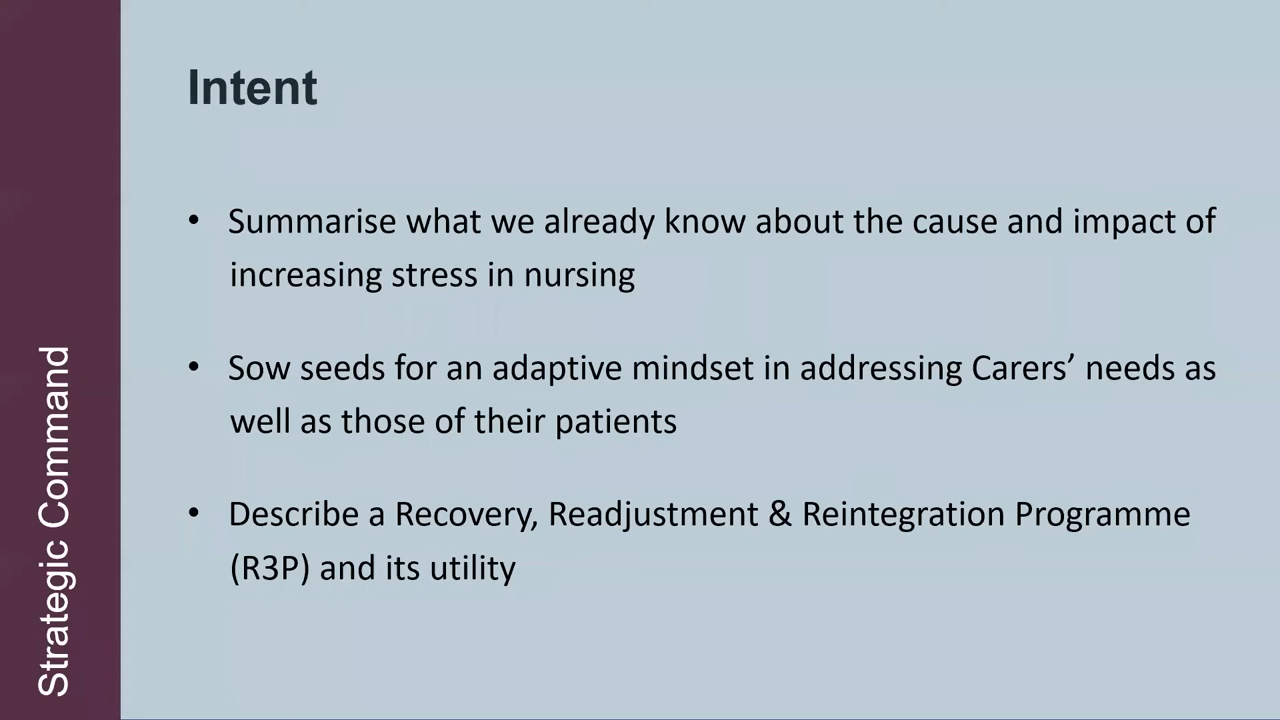 Intent
• Summarise what we already know about the cause and impact of
increasing stress in nursing
• Sow seeds for an adaptive mindset in addressing Carers’ needs as
well as those of their patients
• Describe a Recovery, Readjustment & Reintegration Programme
(R3P) and its utility
Strategic Command